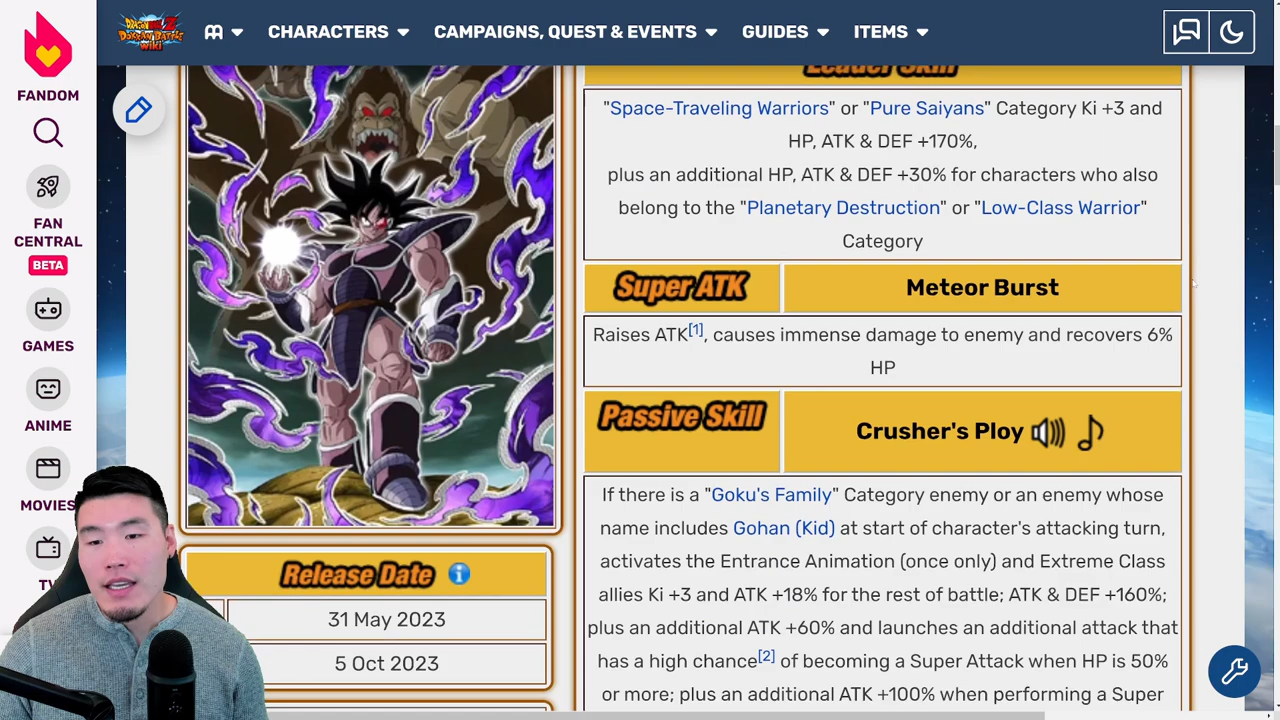 DRAGON BALL Z
DOKKAN BATTLE
WIKI
CHARACTERS
CAMPAIGNS, QUEST & EVENTS
GUIDES
ITEMS
FANDOM
FAN
CENTRAL
BETA
GAMES
ANIME
MOVIES
TV
Leader Skill
"Space-Traveling Warriors" or "Pure Saiyans" Category Ki +3 and
HP, ATK & DEF +170%,
plus an additional HP, ATK & DEF +30% for characters who also
belong to the "Planetary Destruction" or "Low-Class Warrior"
Category
Super ATK
Meteor Burst
Raises ATK[1], causes immense damage to enemy and recovers 6%
HP
Passive Skill
Crusher's Ploy
If there is a "Goku's Family" Category enemy or an enemy whose
name includes Gohan (Kid) at start of character's attacking turn,
activates the Entrance Animation (once only) and Extreme Class
allies Ki +3 and ATK +18% for the rest of battle; ATK & DEF +160%;
plus an additional ATK +60% and launches an additional attack that
has a high chance[2] of becoming a Super Attack when HP is 50%
or more; plus an additional ATK +100% when performing a Super
Release Date
31 May 2023
5 Oct 2023